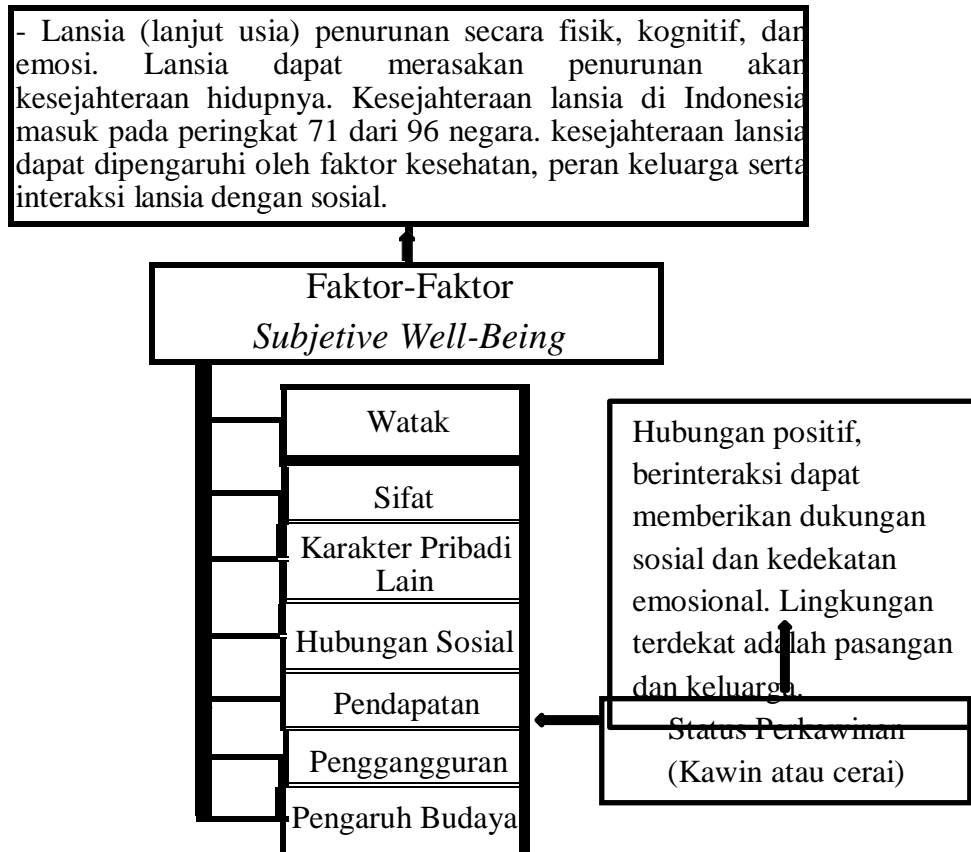 - Lansia (lanjut usia) penurunan secara fisik, kognitif, dan
emosi. Lansia dapat merasakan penurunan akan
kesejahteraan hidupnya. Kesejahteraan lansia di Indonesia
masuk pada peringkat 71 dari 96 negara. kesejahteraan lansia
dapat dipengaruhi oleh faktor kesehatan, peran keluarga serta
interaksi lansia dengan sosial.
Faktor-Faktor
Subjetive Well-Being
Watak
Sifat
Karakter Pribadi
Lain
Hubungan Sosial
Pendapatan
Penggangguran
Pengaruh Budaya
Hubungan positif,
berinteraksi dapat
memberikan dukungan
sosial dan kedekatan
emosional. Lingkungan
terdekat adalah pasangan
dan keluarga.
Status Perkawinan
(Kawin atau cerai)